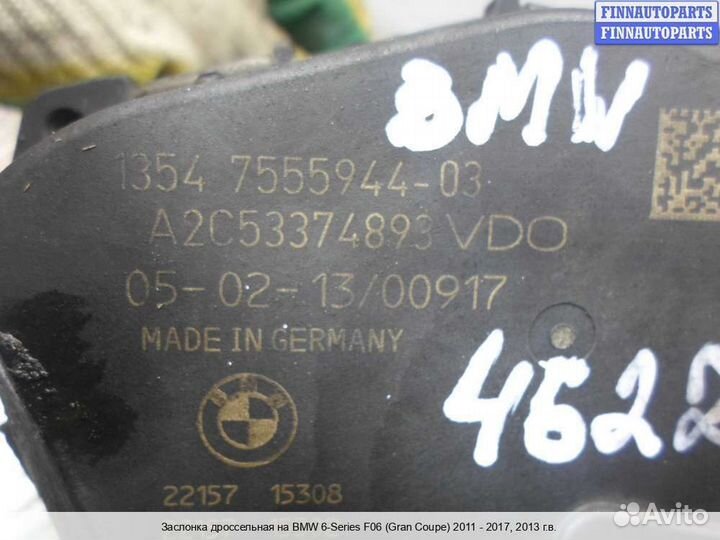 FINNAUTOPARTS
FINNAUTOPARTS
BMW
1354 7555944-03
A2C53374893 VDO
05-02-13/00917
MADE IN GERMANY
BMW
4622
22157 15308
Заслонка дроссельная на BMW 6-Series F06 (Gran Coupe) 2011 - 2017, 2013 г.в.
Avito